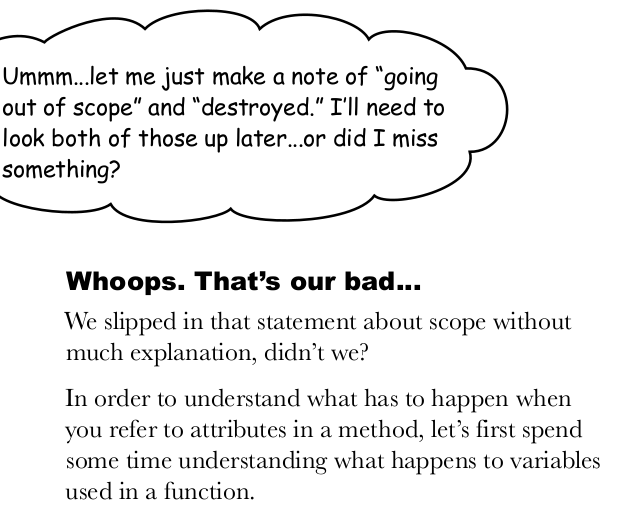 Ummm...let me just make a note of “going
out of scope” and “destroyed.” I’ll need to
look both of those up later...or did I miss
something?
Whoops. That’s our bad...
We slipped in that statement about scope without
much explanation, didn’t we?
In order to understand what has to happen when
you refer to attributes in a method, let’s first spend
some time understanding what happens to variables
used in a function.